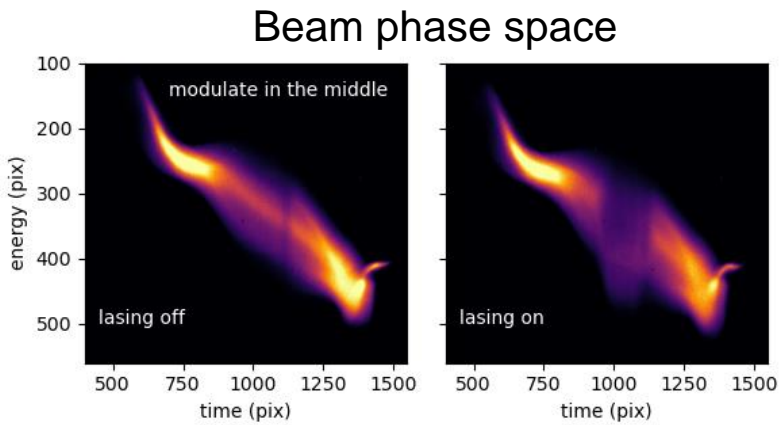 Beam phase space
modulate in the middle
lasing off
lasing on
energy (pix)
100
200
300
400
500
500 750 1000 1250 1500
500 750 1000 1250 1500
time (pix)
time (pix)